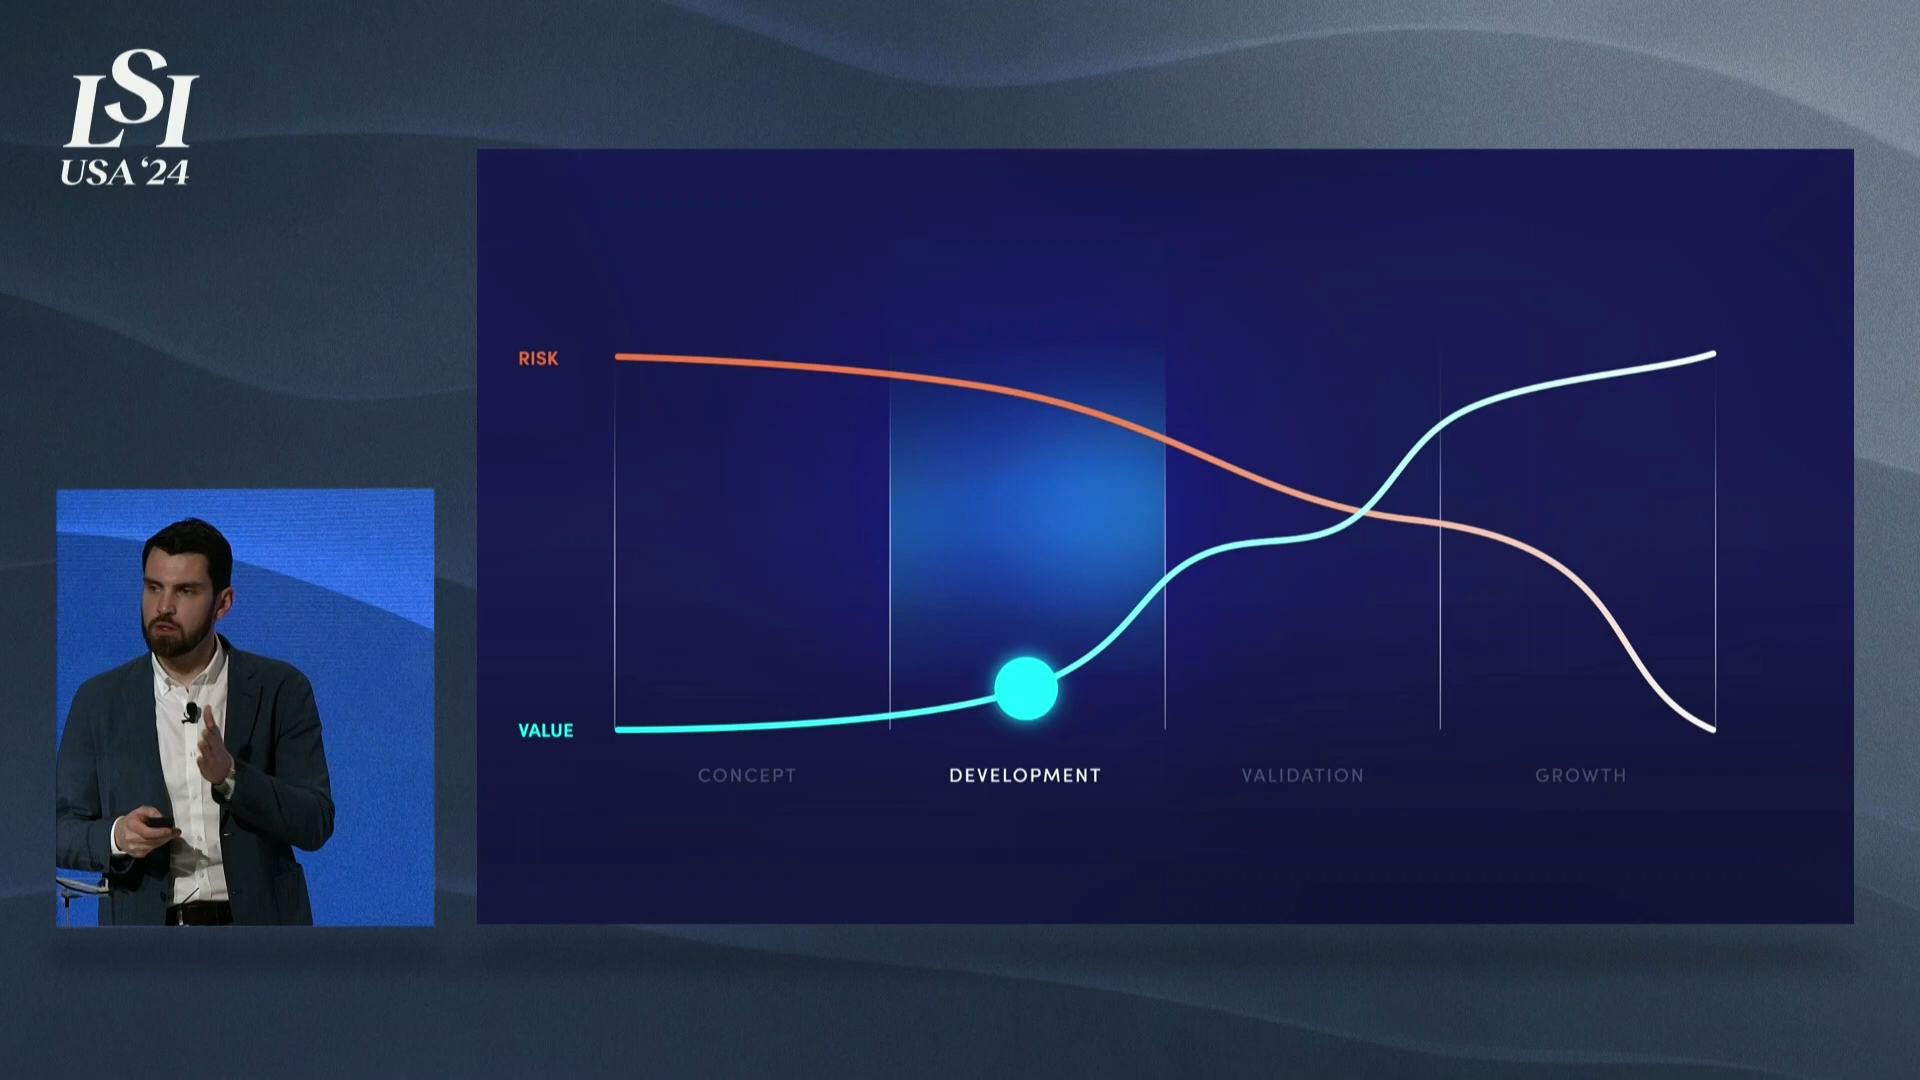 LSI
USA '24
RISK
VALUE
CONCEPT
DEVELOPMENT
VALIDATION
GROWTH